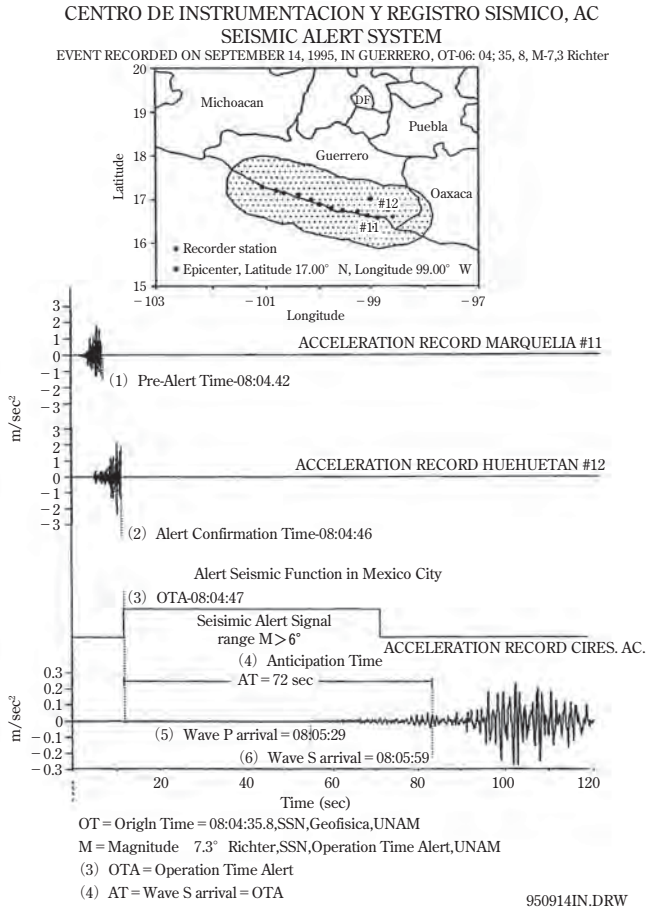 CENTRO DE INSTRUMENTACION Y REGISTRO SISMICO, AC
SEISMIC ALERT SYSTEM
EVENT RECORDED ON SEPTEMBER 14, 1995, IN GUERRERO, OT-06: 04; 35, 8, M-7,3 Richter
20
19
18
17
16
15
Latitude
Michoacan
DF
Puebla
Guerrero
Oaxaca
#12
#11
Recorder station
Epicenter, Latitude 17.00° N, Longitude 99.00° W
−103
−101
−99
−97
Longitude
3
2
1
0
−1
−2
−3
ACCELERATION RECORD MARQUELIA #11
(1) Pre-Alert Time-08:04.42
m/sec²
3
2
1
0
−1
−2
−3
ACCELERATION RECORD HUEHUETAN #12
(2) Alert Confirmation Time-08:04:46
Alert Seismic Function in Mexico City
(3) OTA-08:04:47
Seisimic Alert Signal
range M>6°
ACCELERATION RECORD CIRES. AC.
(4) Anticipation Time
AT=72 sec
m/sec²
0.3
0.2
0.1
0
−0.1
−0.2
−0.3
(5) Wave P arrival=08:05:29
(6) Wave S arrival=08:05:59
20
40
60
80
100
120
Time (sec)
OT=OrigIn Time=08:04:35.8,SSN,Geofisica,UNAM
M=Magnitude 7.3° Richter,SSN,Operation Time Alert,UNAM
(3) OTA=Operation Time Alert
(4) AT=Wave S arrival=OTA
950914IN.DRW